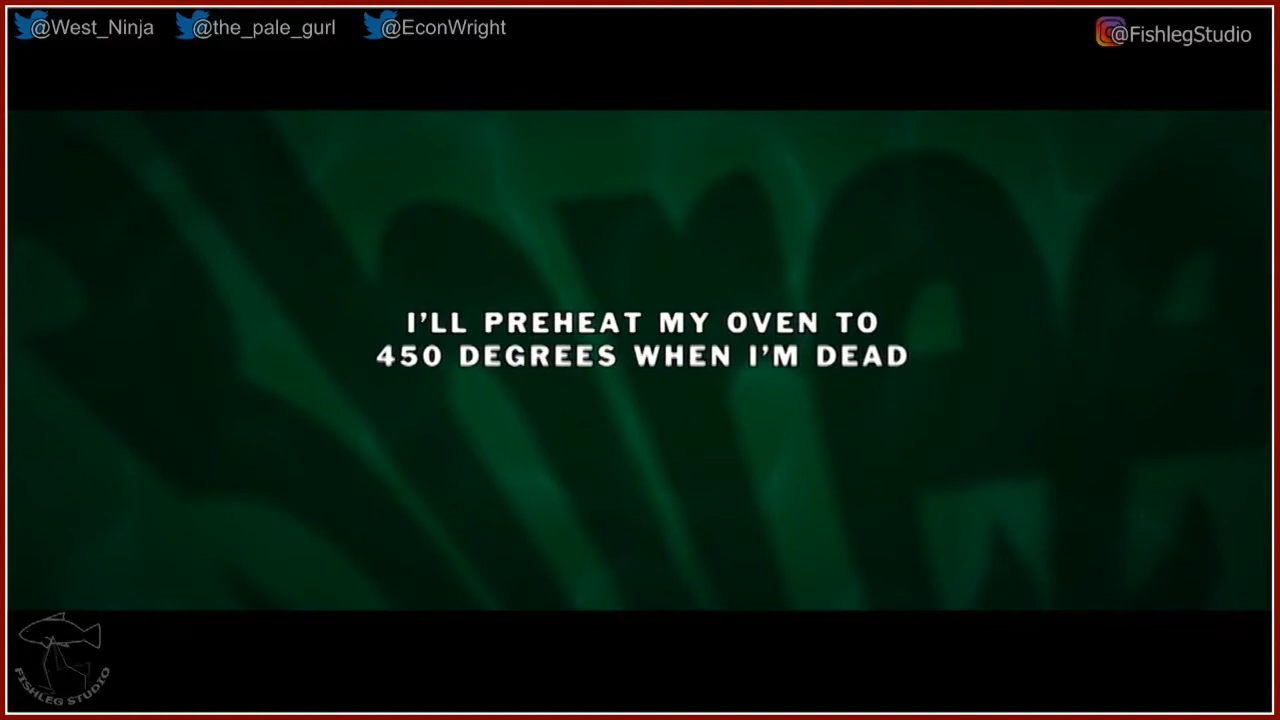 @West_Ninja @the_pale_gurl @EconWright @FishlegStudio
I'LL PREHEAT MY OVEN TO
450 DEGREES WHEN I'M DEAD
FISHLEG STUDIO